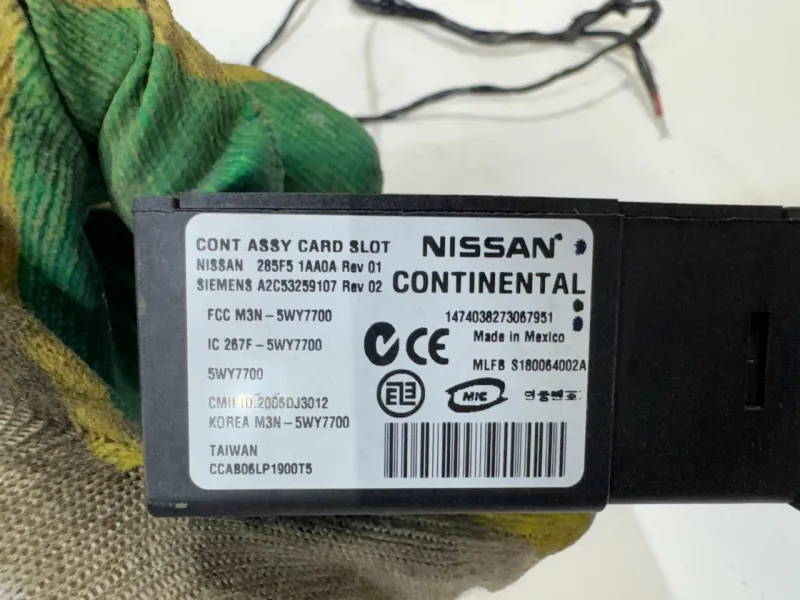 CONT ASSY CARD SLOT
NISSAN
NISSAN 285F5 1AA0A Rev 01
SIEMENS A2C53259107 Rev 02
CONTINENTAL
FCC M3N-5WY7700
1474038273067951
IC 267F-5WY7700
CE
Made in Mexico
5WY7700
MLFB S180064002A
CMII ID:2006DJ3012
MIC
KOREA M3N-5WY7700
TAIWAN
CCAB06LP1900T5